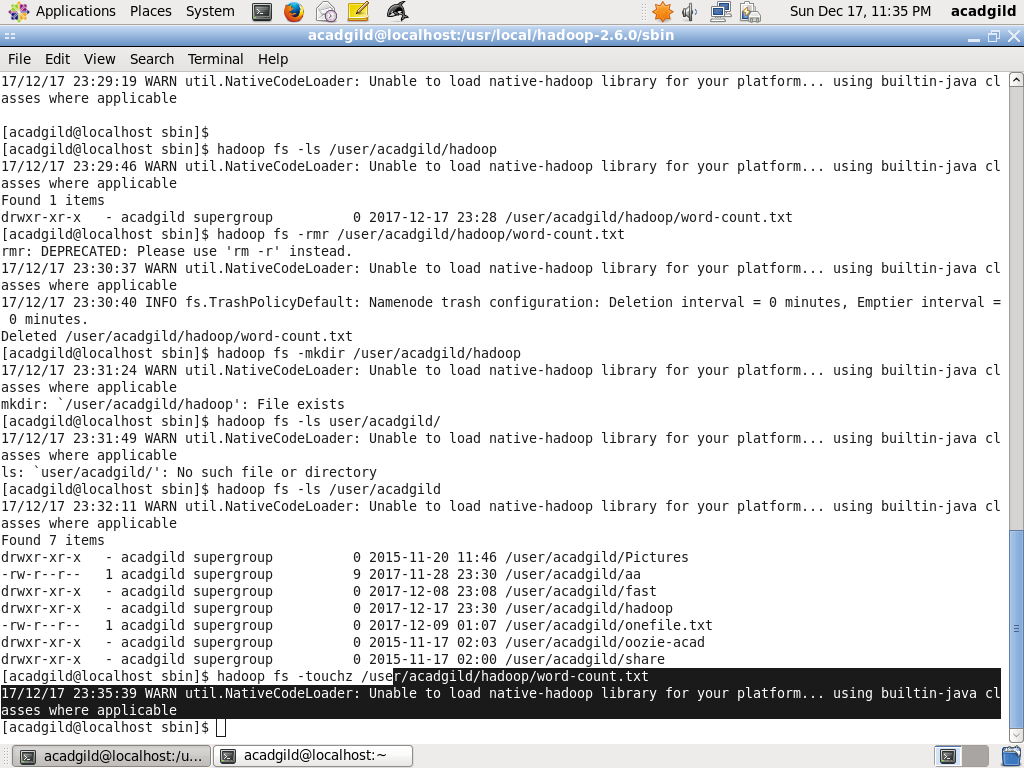 Applications Places System Sun Dec 17, 11:35 PM acadgild
acadgild@localhost:/usr/local/hadoop-2.6.0/sbin
File Edit View Search Terminal Help
17/12/17 23:29:19 WARN util.NativeCodeLoader: Unable to load native-hadoop library for your platform... using builtin-java cl
asses where applicable
[acadgild@localhost sbin]$
[acadgild@localhost sbin]$ hadoop fs -ls /user/acadgild/hadoop
17/12/17 23:29:46 WARN util.NativeCodeLoader: Unable to load native-hadoop library for your platform... using builtin-java cl
asses where applicable
Found 1 items
drwxr-xr-x   - acadgild supergroup          0 2017-12-17 23:28 /user/acadgild/hadoop/word-count.txt
[acadgild@localhost sbin]$ hadoop fs -rmr /user/acadgild/hadoop/word-count.txt
rmr: DEPRECATED: Please use 'rm -r' instead.
17/12/17 23:30:37 WARN util.NativeCodeLoader: Unable to load native-hadoop library for your platform... using builtin-java cl
asses where applicable
17/12/17 23:30:40 INFO fs.TrashPolicyDefault: Namenode trash configuration: Deletion interval = 0 minutes, Emptier interval =
 0 minutes.
Deleted /user/acadgild/hadoop/word-count.txt
[acadgild@localhost sbin]$ hadoop fs -mkdir /user/acadgild/hadoop
17/12/17 23:31:24 WARN util.NativeCodeLoader: Unable to load native-hadoop library for your platform... using builtin-java cl
asses where applicable
mkdir: `/user/acadgild/hadoop': File exists
[acadgild@localhost sbin]$ hadoop fs -ls user/acadgild/
17/12/17 23:31:49 WARN util.NativeCodeLoader: Unable to load native-hadoop library for your platform... using builtin-java cl
asses where applicable
ls: `user/acadgild/': No such file or directory
[acadgild@localhost sbin]$ hadoop fs -ls /user/acadgild
17/12/17 23:32:11 WARN util.NativeCodeLoader: Unable to load native-hadoop library for your platform... using builtin-java cl
asses where applicable
Found 7 items
drwxr-xr-x   - acadgild supergroup          0 2015-11-20 11:46 /user/acadgild/Pictures
-rw-r--r--   1 acadgild supergroup          9 2017-11-28 23:30 /user/acadgild/aa
drwxr-xr-x   - acadgild supergroup          0 2017-12-08 23:08 /user/acadgild/fast
drwxr-xr-x   - acadgild supergroup          0 2017-12-17 23:30 /user/acadgild/hadoop
-rw-r--r--   1 acadgild supergroup          0 2017-12-09 01:07 /user/acadgild/onefile.txt
drwxr-xr-x   - acadgild supergroup          0 2015-11-17 02:03 /user/acadgild/oozie-acad
drwxr-xr-x   - acadgild supergroup          0 2015-11-17 02:00 /user/acadgild/share
[acadgild@localhost sbin]$ hadoop fs -touchz /user/acadgild/hadoop/word-count.txt
17/12/17 23:35:39 WARN util.NativeCodeLoader: Unable to load native-hadoop library for your platform... using builtin-java cl
asses where applicable
[acadgild@localhost sbin]$
acadgild@localhost:/u... acadgild@localhost:~